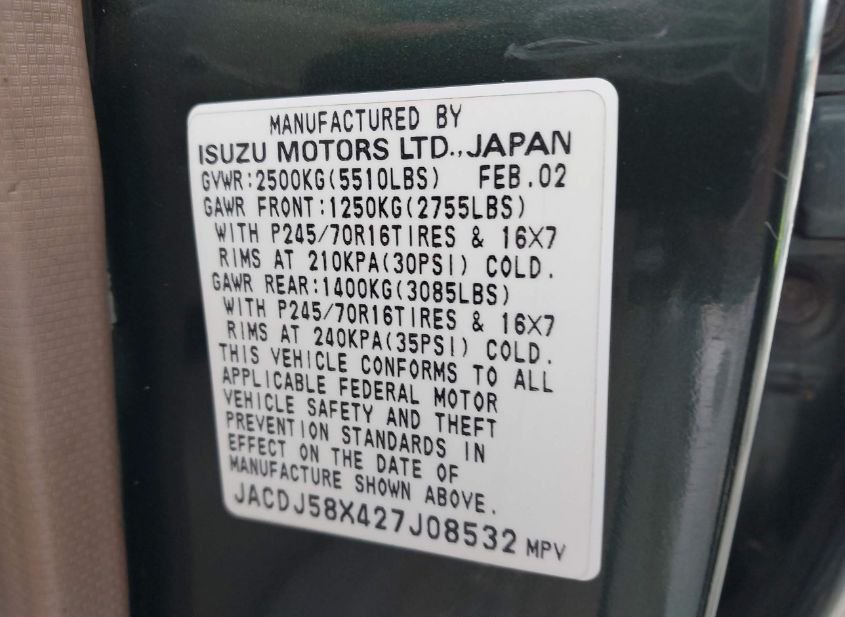 MANUFACTURED BY
ISUZU MOTORS LTD., JAPAN
GVWR:2500KG(5510LBS) FEB.02
GAWR FRONT:1250KG(2755LBS)
WITH P245/70R16TIRES & 16X7
RIMS AT 210KPA(30PSI) COLD.
GAWR REAR:1400KG(3085LBS)
WITH P245/70R16TIRES & 16X7
RIMS AT 240KPA(35PSI) COLD.
THIS VEHICLE CONFORMS TO ALL
APPLICABLE FEDERAL MOTOR
VEHICLE SAFETY AND THEFT
PREVENTION STANDARDS IN
EFFECT ON THE DATE OF
MANUFACTURE SHOWN ABOVE.
JACDJ58X427J08532 MPV